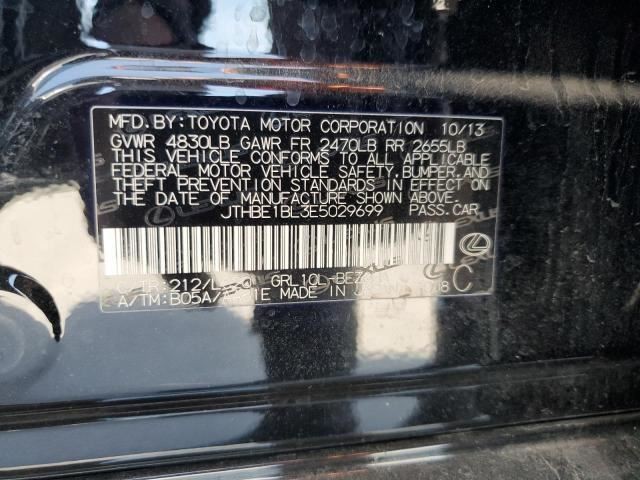 MFD.BY:TOYOTA MOTOR CORPORATION 10/13
GVWR 4830LB GAWR FR 2470LB RR 2655LB
THIS VEHICLE CONFORMS TO ALL APPLICABLE
FEDERAL MOTOR VEHICLE SAFETY,BUMPER,AND
THEFT PREVENTION STANDARDS IN EFFECT ON
THE DATE OF MANUFACTURE SHOWN ABOVE.
JTHBE1BL3E5029699 PASS.CAR
C/TR:212/L
A/TM:B05A/ MADE IN
C